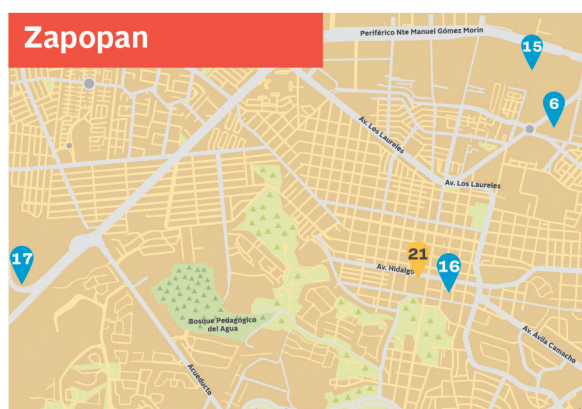 Zapopan
Periférico Nte Manuel Gómez Morin
15
6
Av. Los Laureles
Av. Los Laureles
21
17
Av. Hidalgo
16
Bosque Pedagógico
del Agua
Av. Ávila Camacho
Acueducto